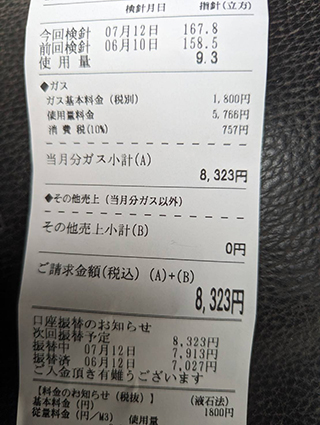 検針月日 指針(立方)
今回検針 07月12日 167.8
前回検針 06月10日 158.5
使用量 9.3
◆ガス
ガス基本料金(税別) 1,800円
使用量料金 5,766円
消費税(10%) 757円
当月分ガス小計(A)
8,323円
◆その他売上(当月分ガス以外)
その他売上小計(B)
0円
ご請求金額(税込)(A)+(B)
8,323円
口座振替のお知らせ
次回振替予定 8,323円
振替中 07月12日 7,913円
振替済 06月12日 7,027円
ご入金頂き有難うございます
【料金のお知らせ(税抜)】 (液石法)
基本料金(円) 1800円
従量料金(円/M3) 使用量